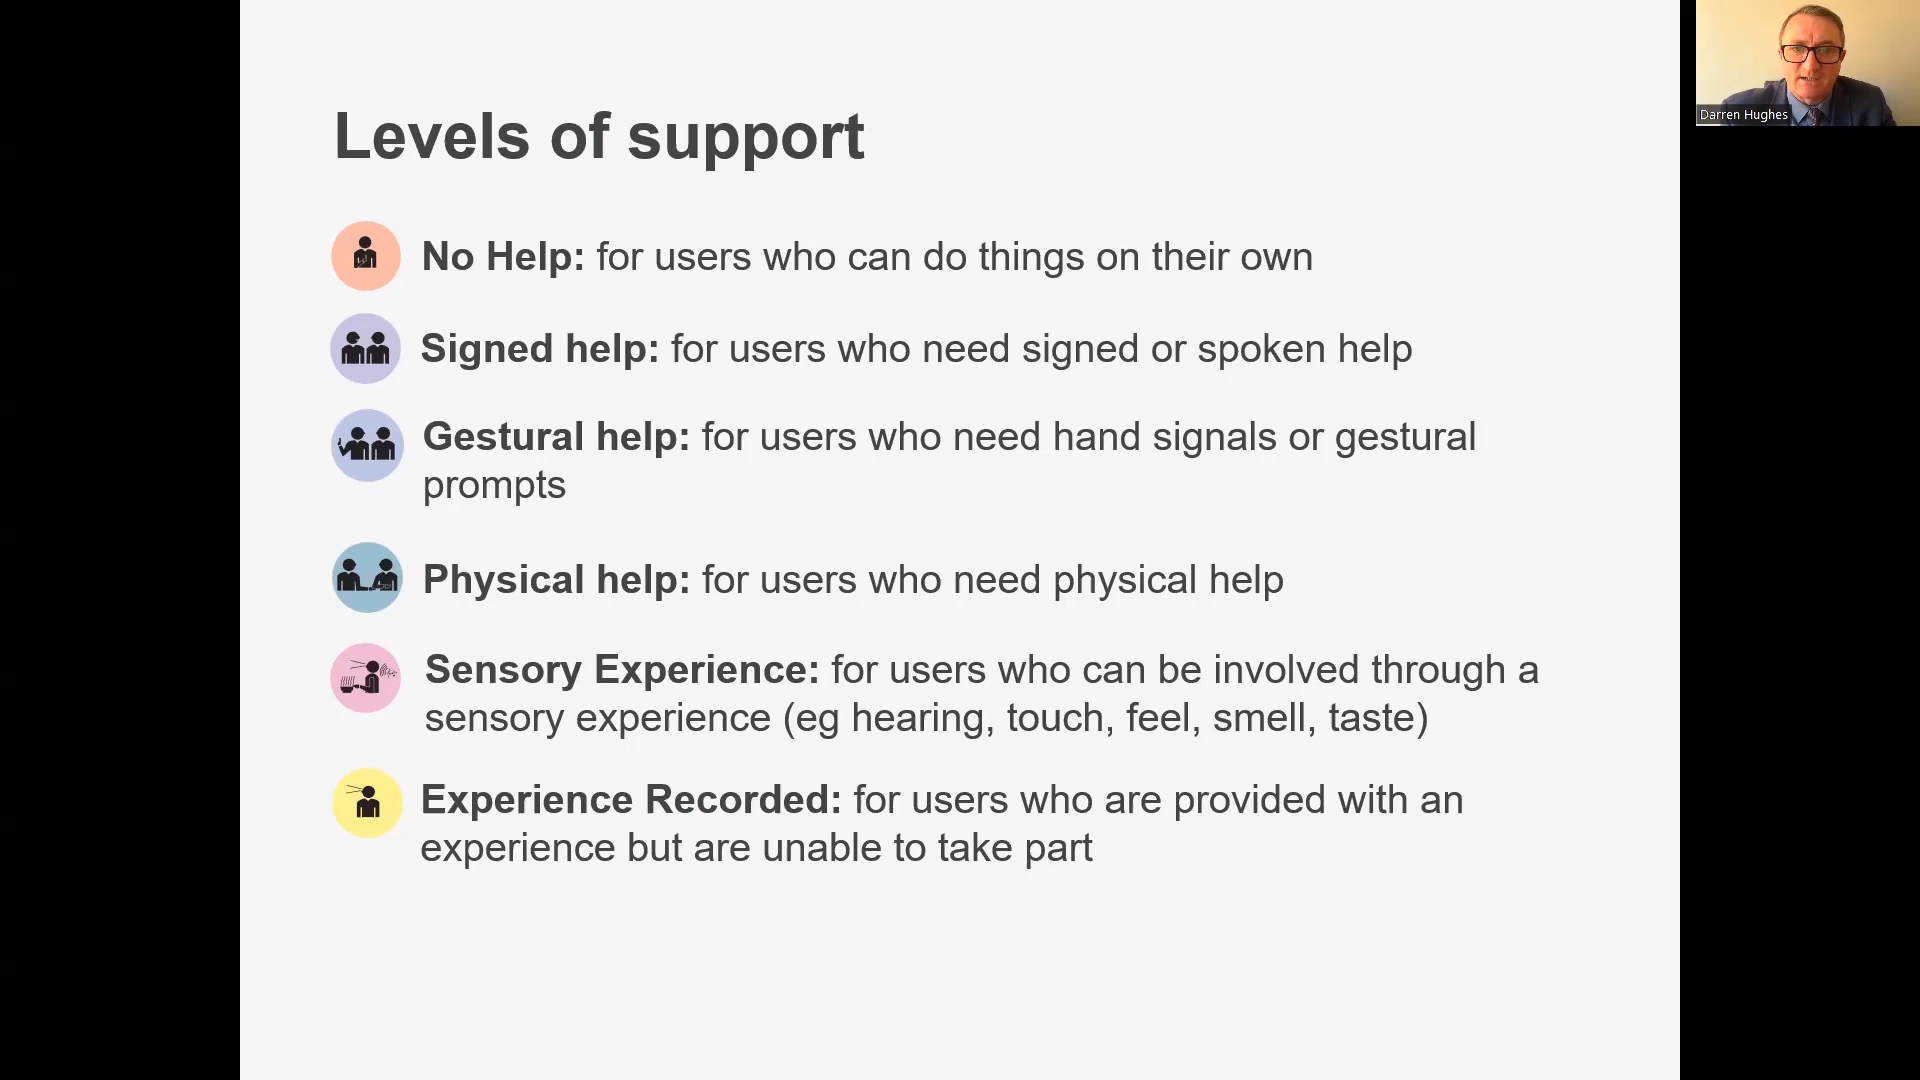 Levels of support
No Help: for users who can do things on their own
Signed help: for users who need signed or spoken help
Gestural help: for users who need hand signals or gestural
prompts
Physical help: for users who need physical help
Sensory Experience: for users who can be involved through a
sensory experience (eg hearing, touch, feel, smell, taste)
Experience Recorded: for users who are provided with an
experience but are unable to take part
Darren Hughes